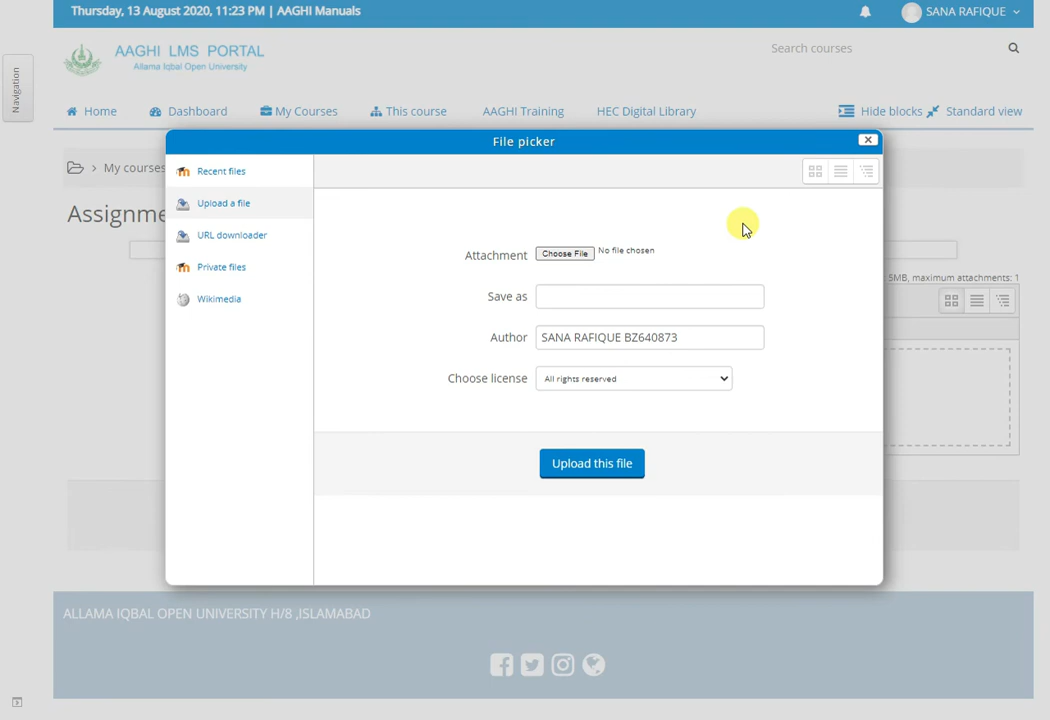 Thursday, 13 August 2020, 11:23 PM | AAGHI Manuals
SANA RAFIQUE
AAGHI LMS PORTAL
Allama Iqbal Open University
Search courses
Navigation
Home
Dashboard
My Courses
This course
AAGHI Training
HEC Digital Library
Hide blocks
Standard view
File picker
My courses
Assignme
5MB, maximum attachments: 1
Recent files
Upload a file
URL downloader
Private files
Wikimedia
Attachment Choose File No file chosen
Save as
Author SANA RAFIQUE BZ640873
Choose license All rights reserved
Upload this file
ALLAMA IQBAL OPEN UNIVERSITY H/8 ,ISLAMABAD